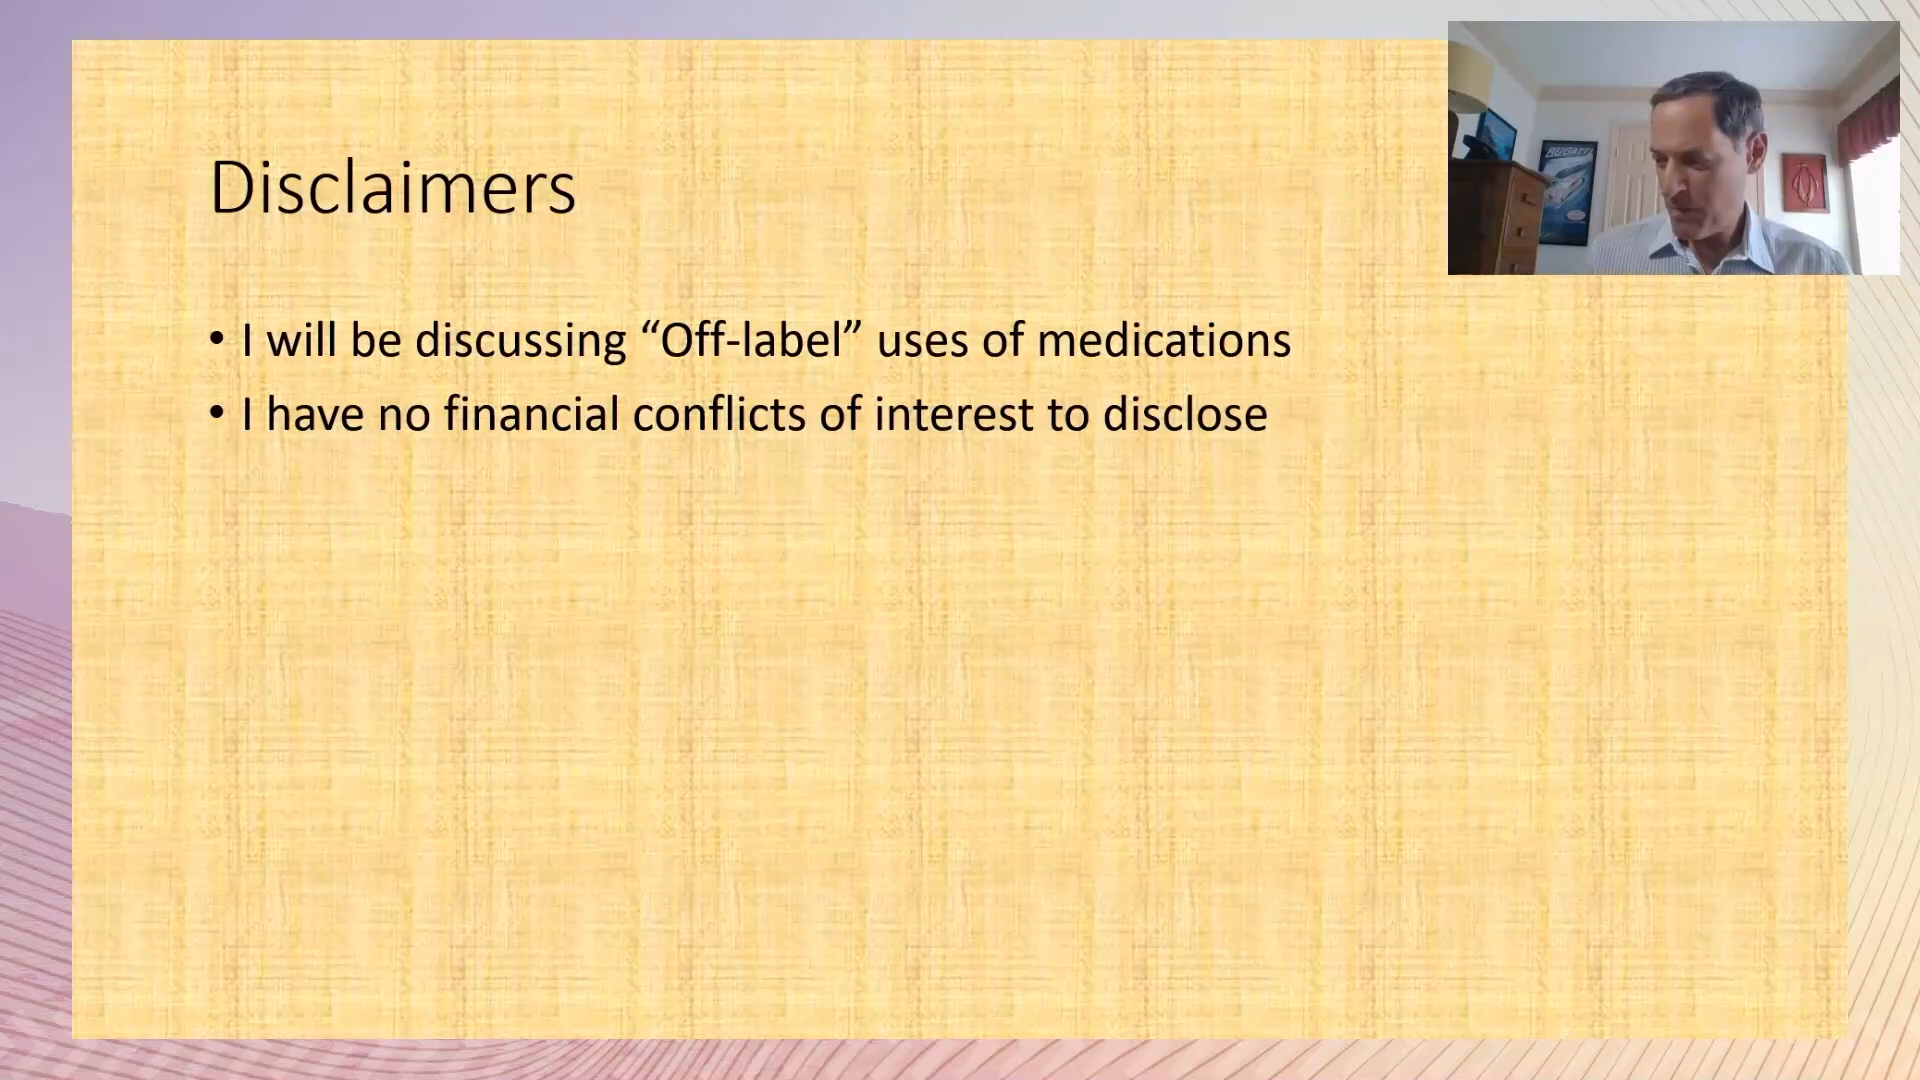 Disclaimers
• I will be discussing “Off-label” uses of medications
• I have no financial conflicts of interest to disclose